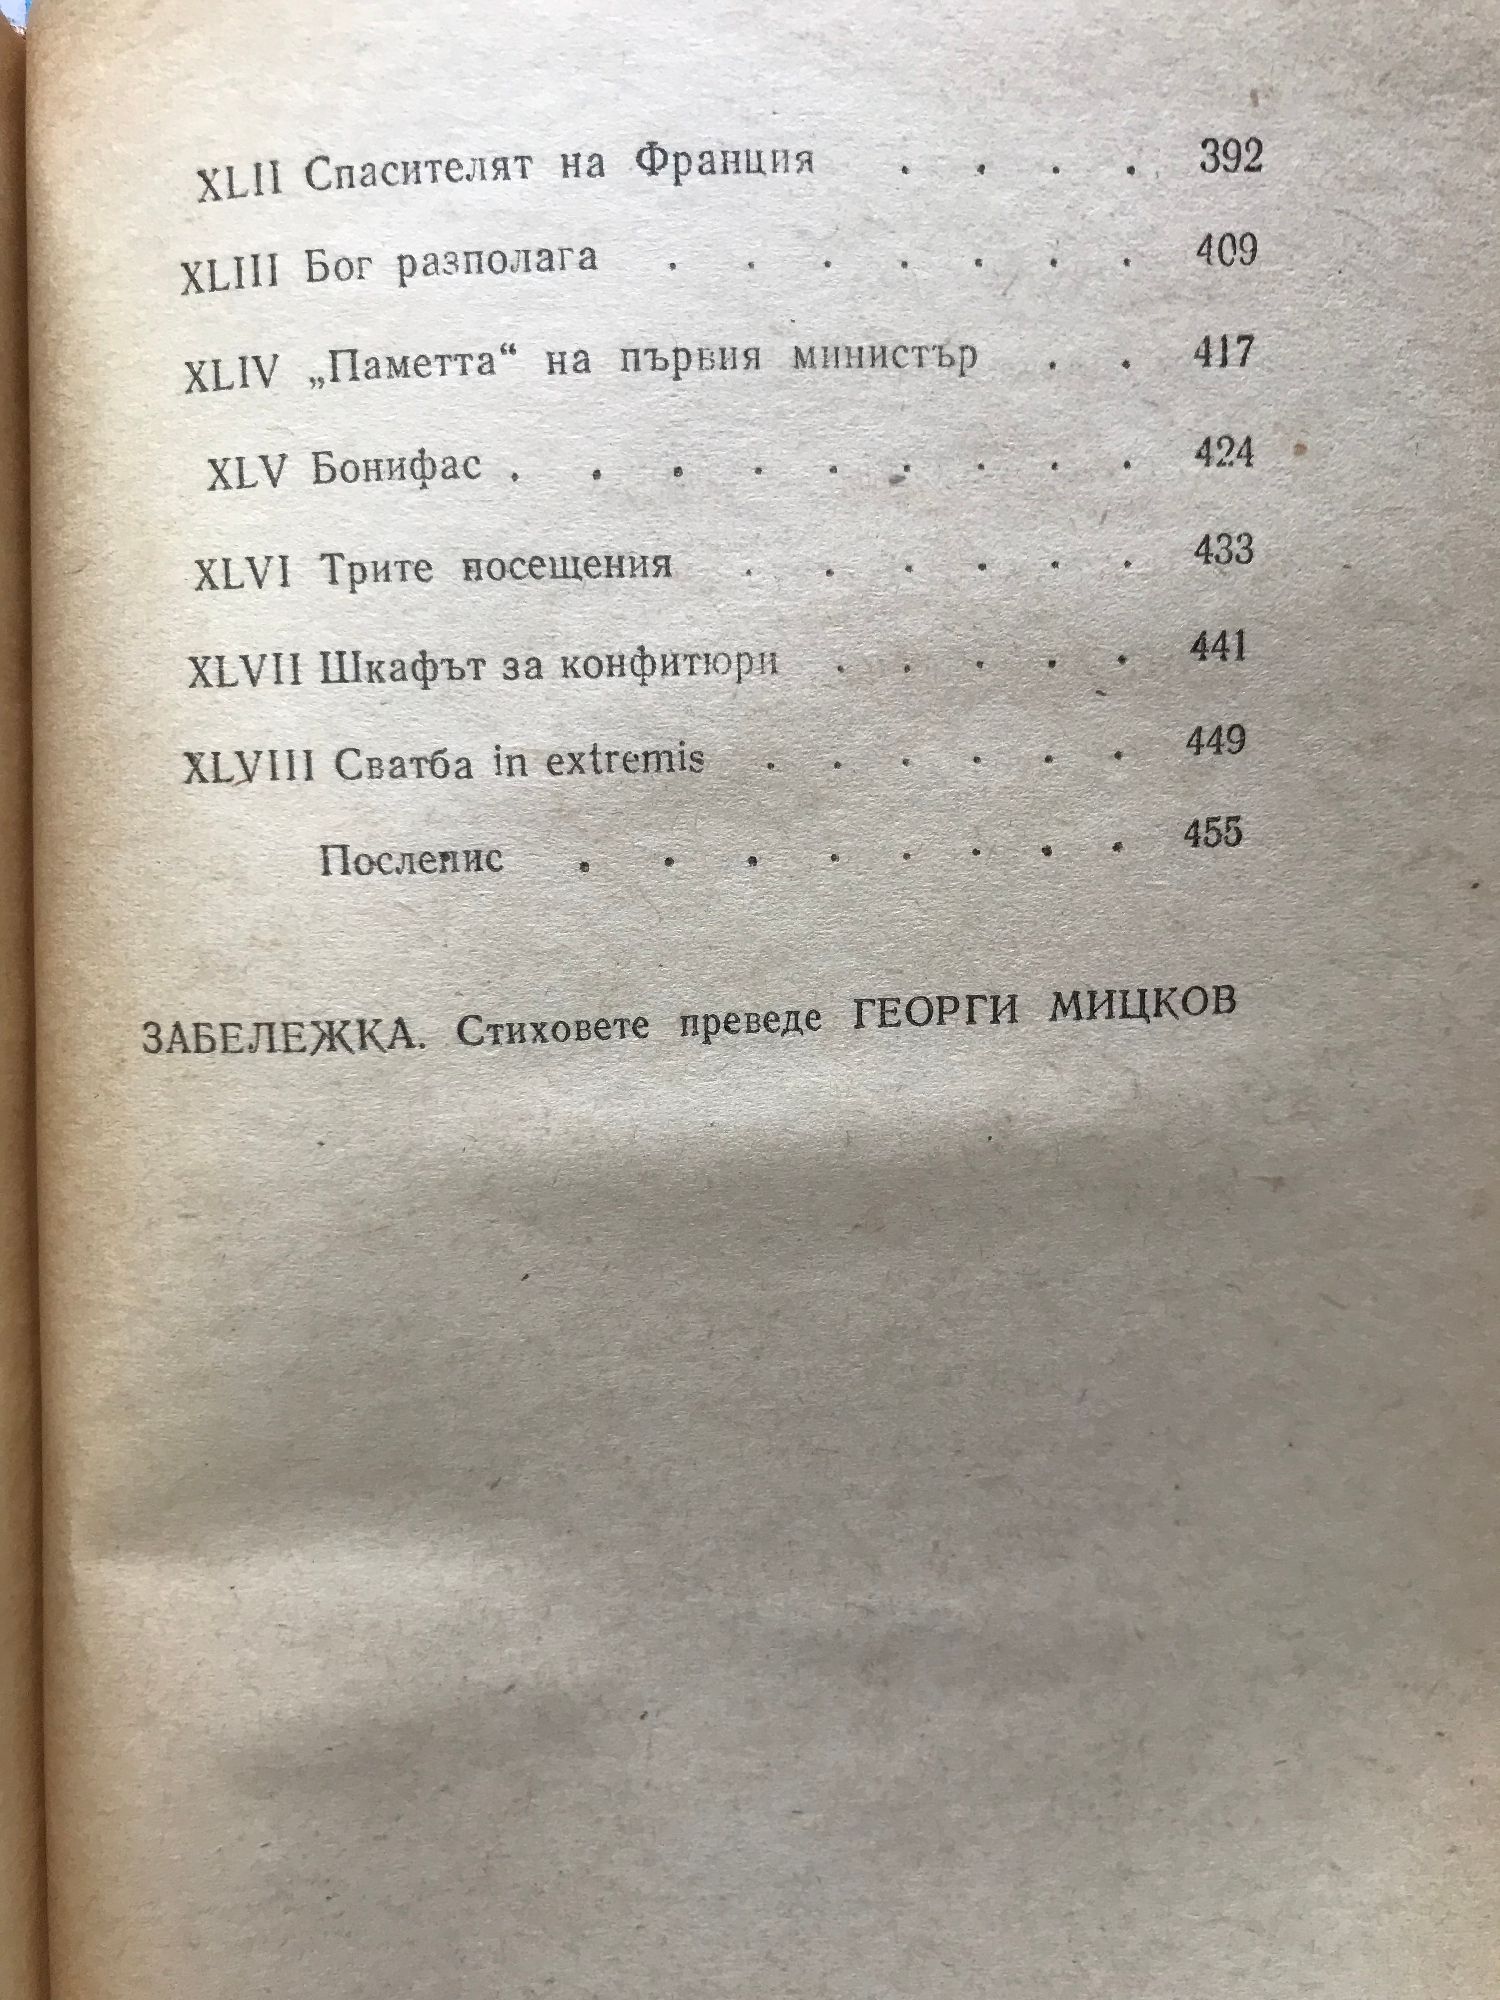 XLII Спасителят на Франция . . . . 392
XLIII Бог разполага . . . . . . . 409
XLIV „Паметта“ на първия министър . . 417
XLV Бонифас . . . . . . . . . 424
XLVI Трите посещения . . . . . . 433
XLVII Шкафът за конфитюри . . . . . 441
XLVIII Сватба in extremis . . . . . . 449
Послепис . . . . . . . . 455
ЗАБЕЛЕЖКА. Стиховете преведе ГЕОРГИ МИЦКОВ